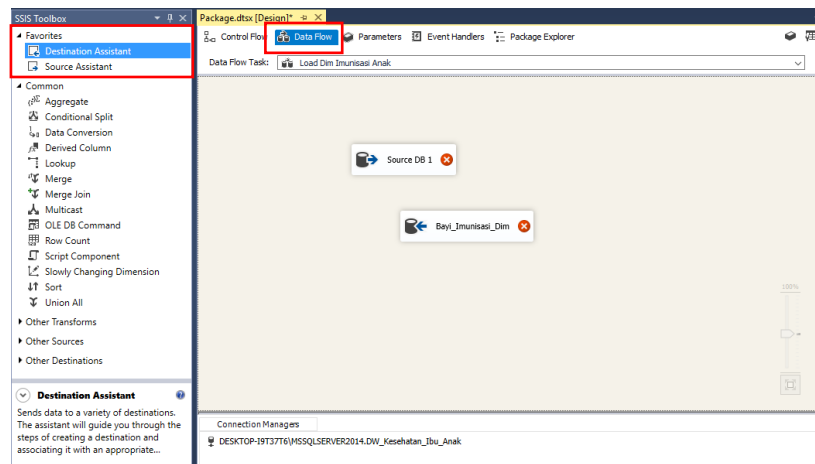 SSIS Toolbox
Favorites
Destination Assistant
Source Assistant
Common
Aggregate
Conditional Split
Data Conversion
Derived Column
Lookup
Merge
Merge Join
Multicast
OLE DB Command
Row Count
Script Component
Slowly Changing Dimension
Sort
Union All
Other Transforms
Other Sources
Other Destinations
Destination Assistant
Sends data to a variety of destinations.
The assistant will guide you through the
steps of creating a destination and
associating it with an appropriate...
Package.dtsx [Design]*
Control Flow Data Flow Parameters Event Handlers Package Explorer
Data Flow Task: Load Dim Imunisasi Anak
Source DB 1
Bayi_Imunisasi_Dim
100%
Connection Managers
DESKTOP-I9T37T6\MSSQLSERVER2014.DW_Kesehatan_Ibu_Anak